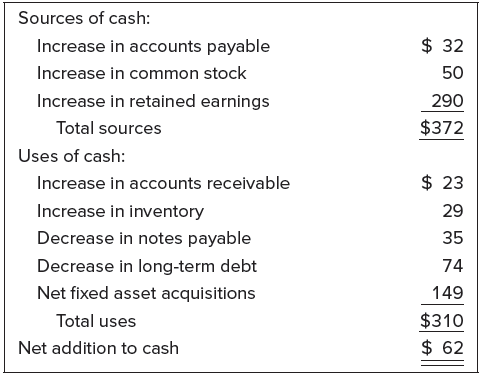 Sources of cash:
Increase in accounts payable $ 32
Increase in common stock 50
Increase in retained earnings 290
Total sources $372
Uses of cash:
Increase in accounts receivable $ 23
Increase in inventory 29
Decrease in notes payable 35
Decrease in long-term debt 74
Net fixed asset acquisitions 149
Total uses $310
Net addition to cash $ 62